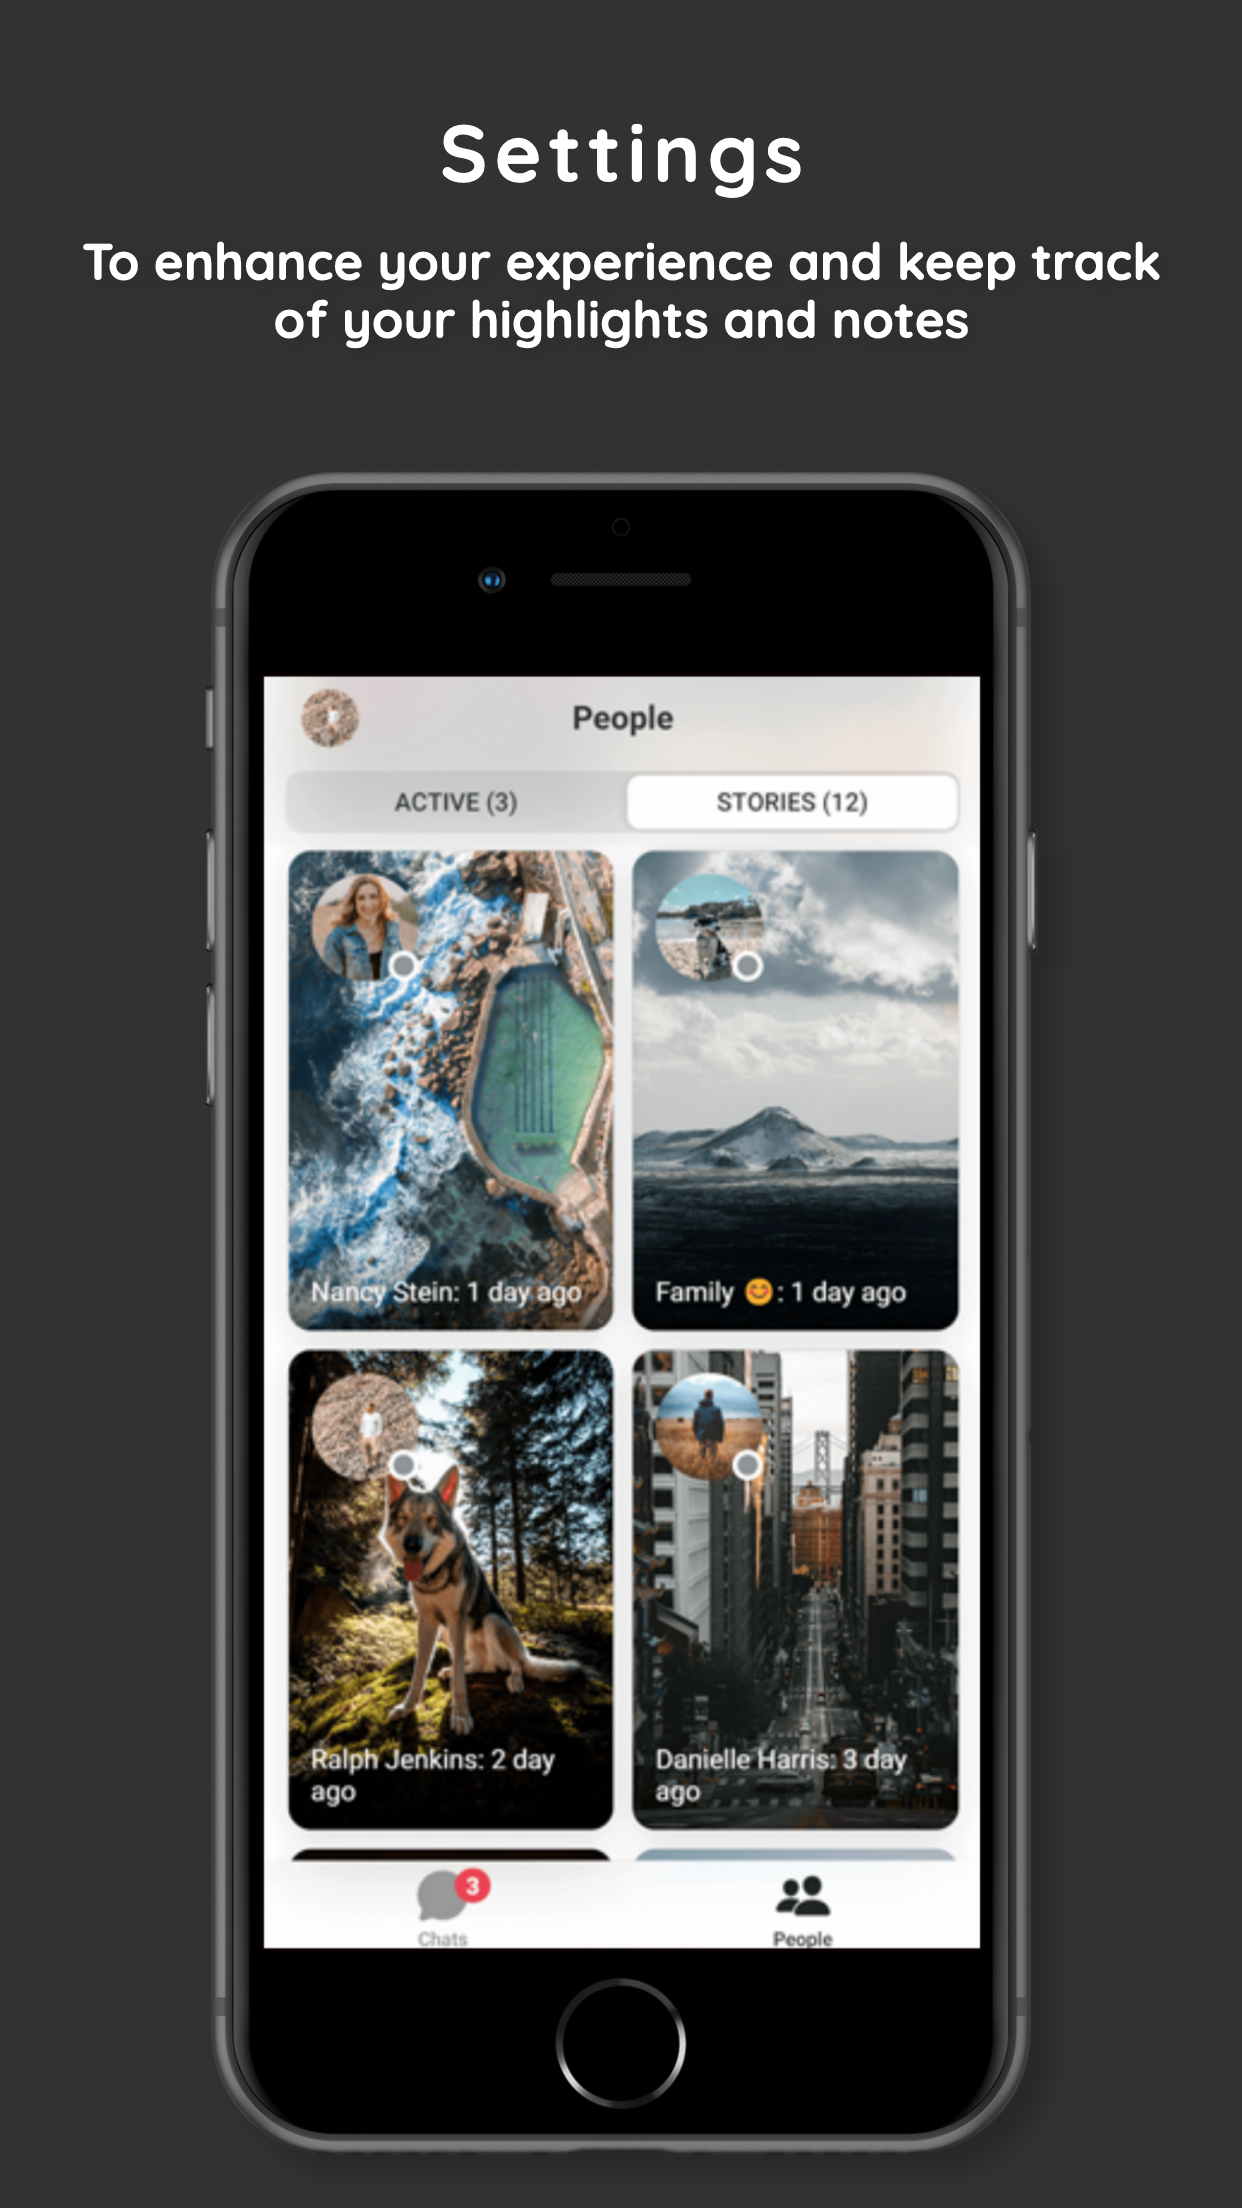 Settings
To enhance your experience and keep track
of your highlights and notes
People
ACTIVE (3)
STORIES (12)
Nancy Stein: 1 day ago
Family 😊: 1 day ago
Ralph Jenkins: 2 day
ago
Danielle Harris: 3 day
ago
3
Chats
People